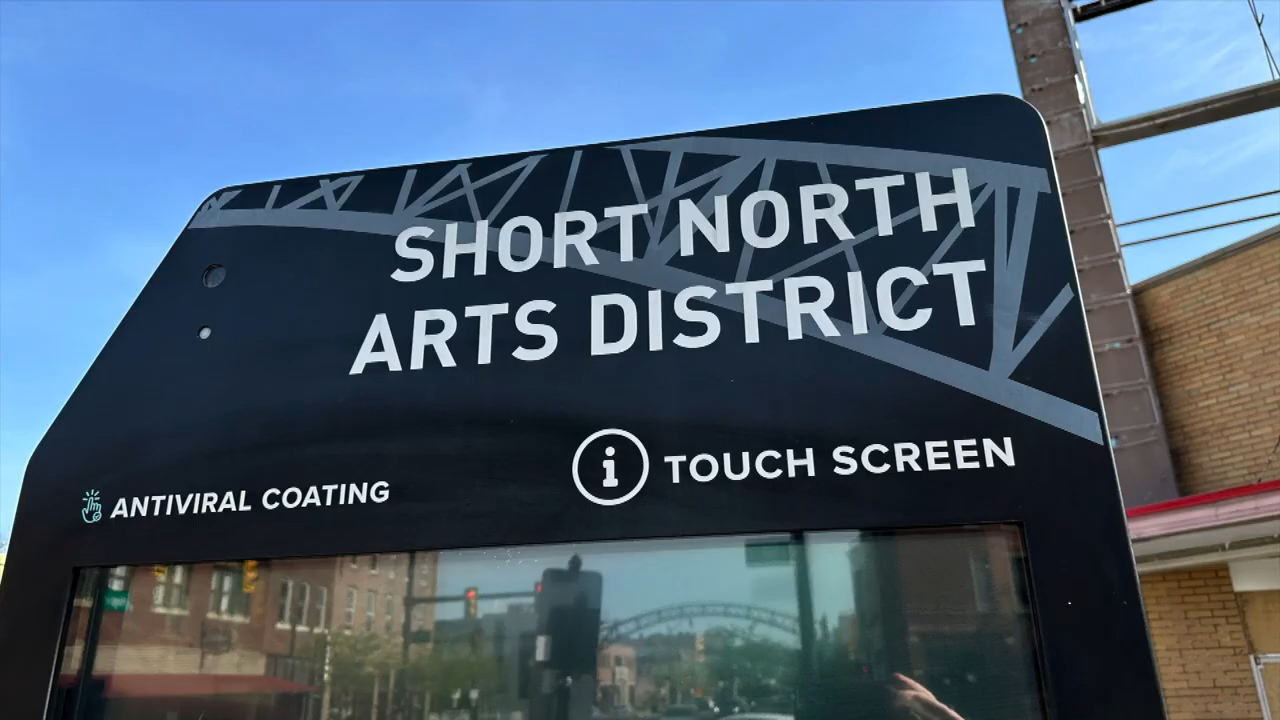 SHORT NORTH
ARTS DISTRICT
i TOUCH SCREEN
ANTIVIRAL COATING